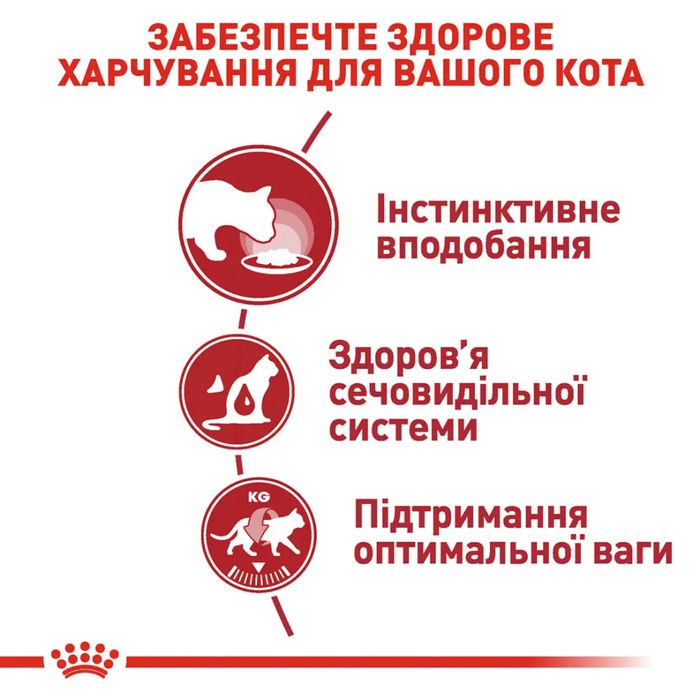 ЗАБЕЗПЕЧТЕ ЗДОРОВЕ
ХАРЧУВАННЯ ДЛЯ ВАШОГО КОТА
Інстинктивне
вподобання
Здоров’я
сечовидільної
системи
KG
Підтримання
оптимальної ваги